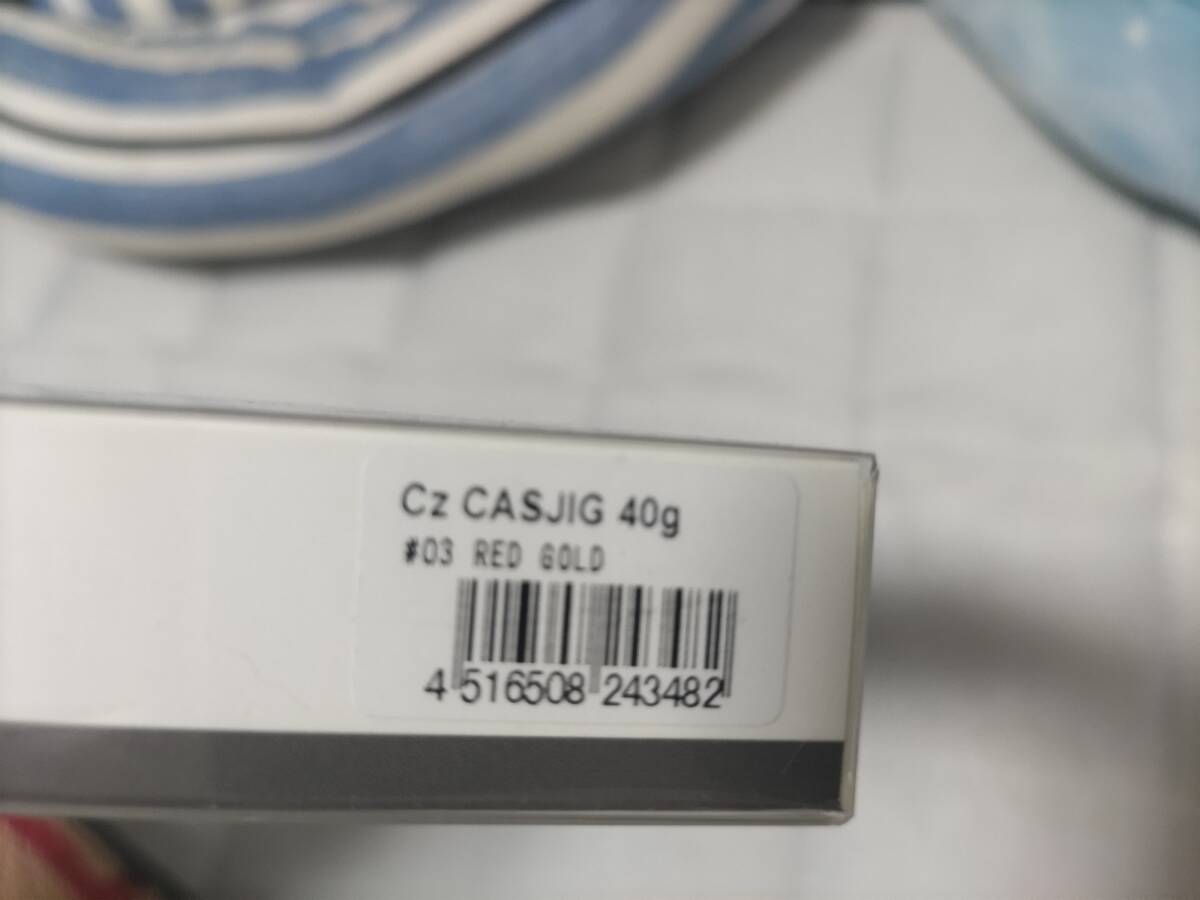 Cz CASJIG 40g
#03 RED GOLD
4 516508 243482